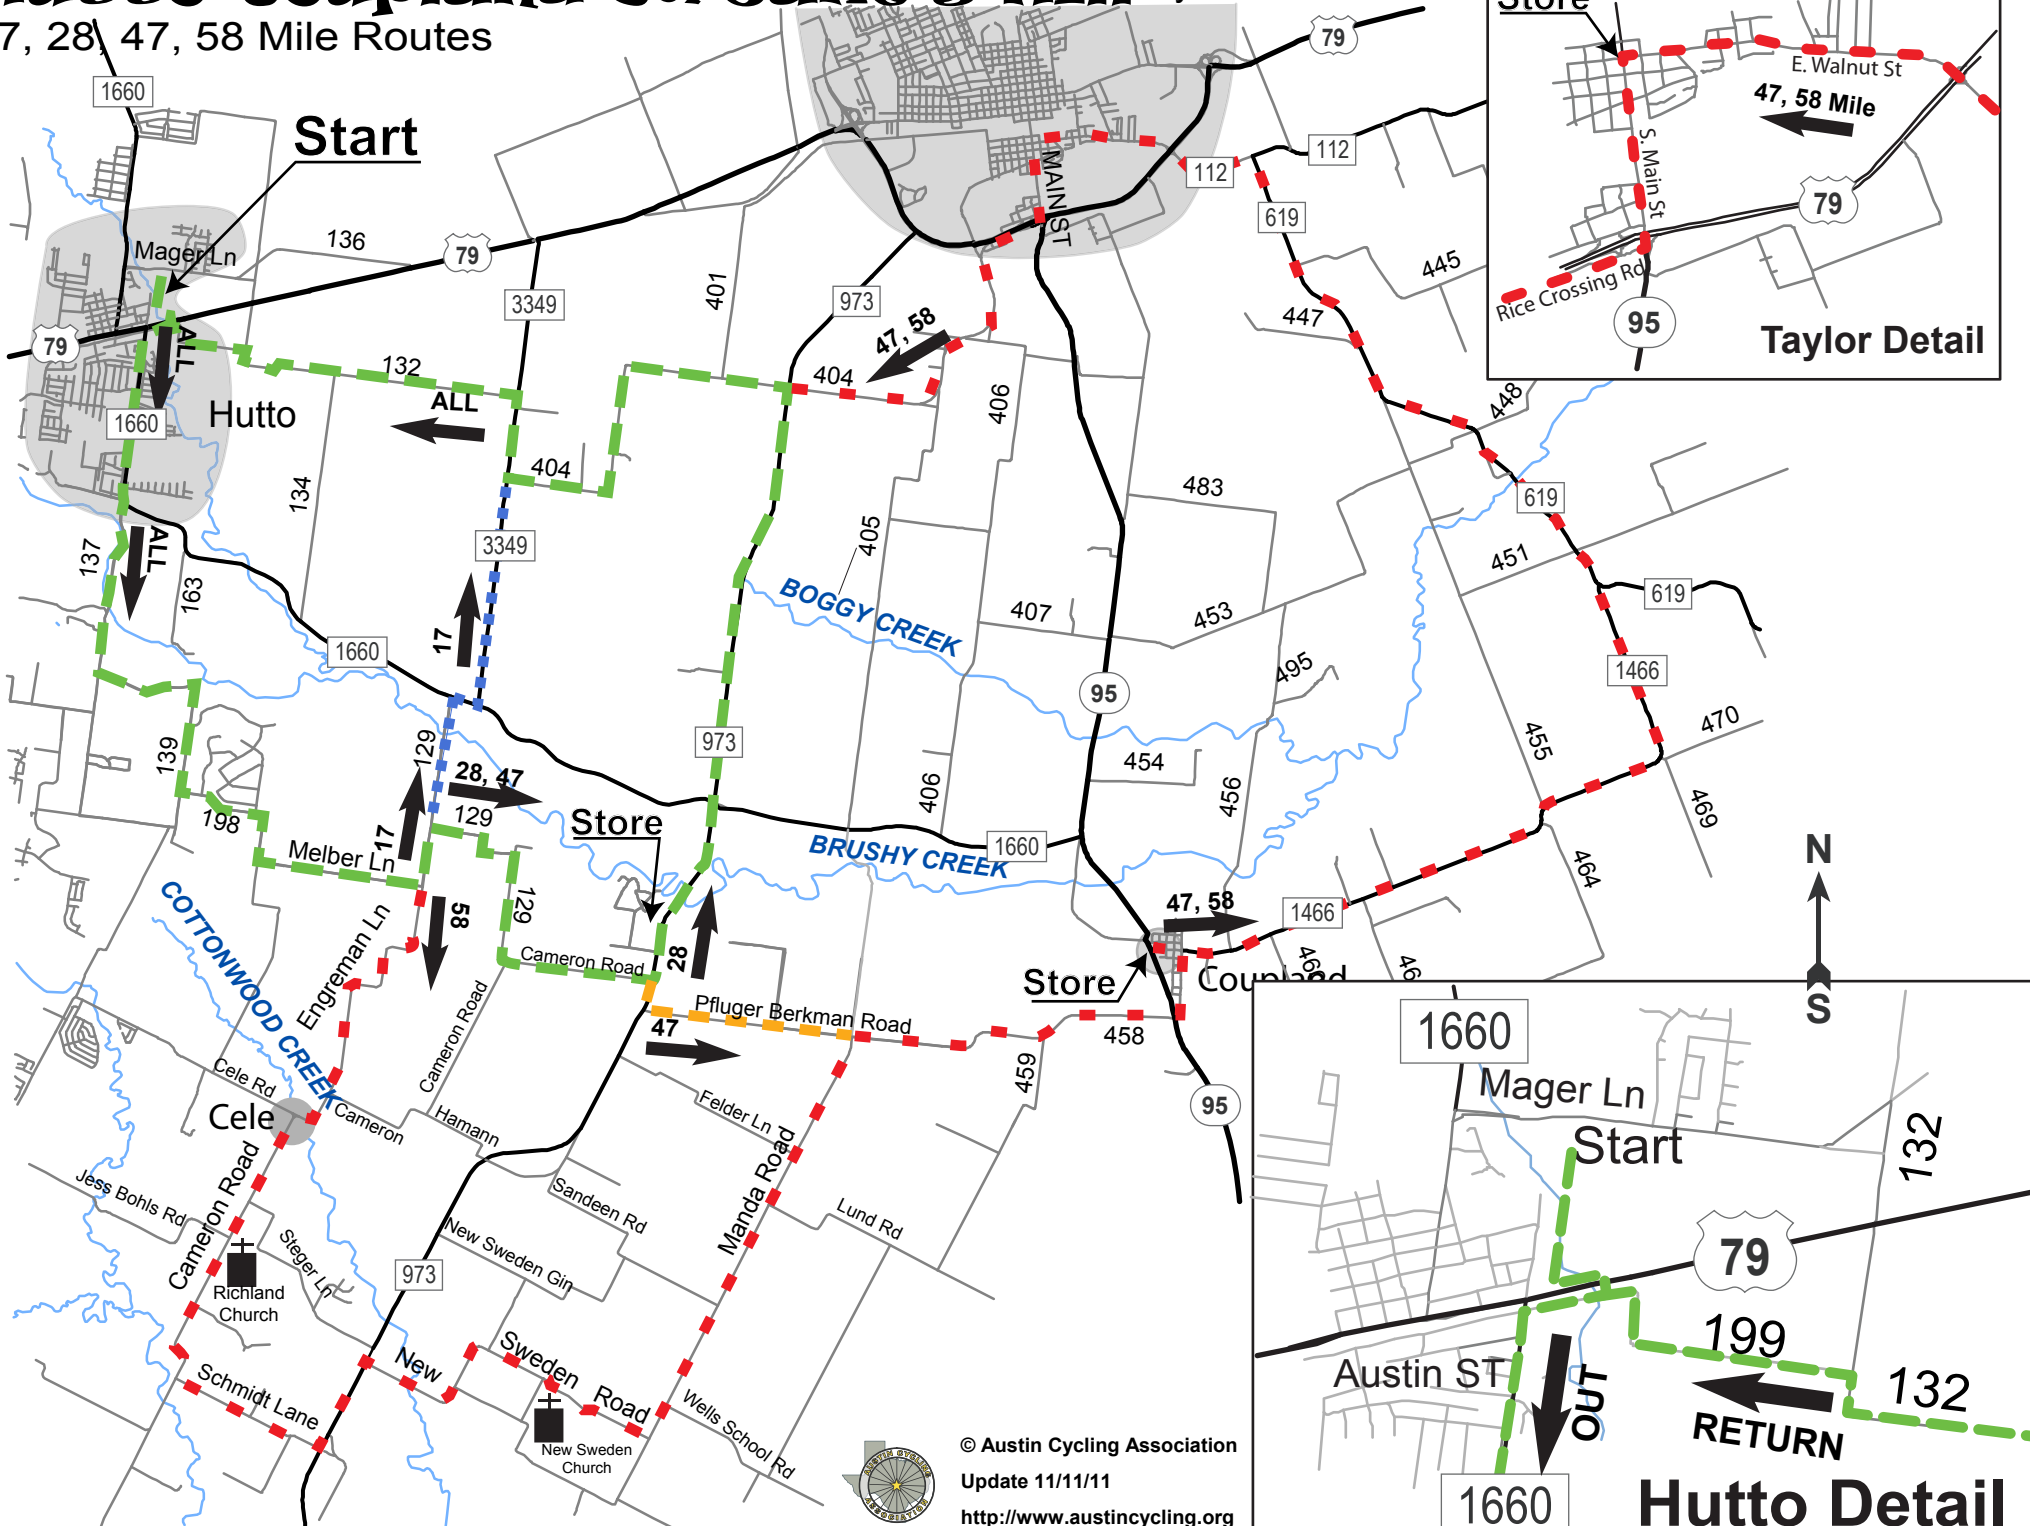 7, 28, 47, 58 Mile Routes
1660
Start
Mager Ln
136
79
79
3349
401
973
MAIN ST
112
112
79
619
445
447
Store
E. Walnut St
47, 58 Mile
S. Main St
79
Rice Crossing Rd
95
Taylor Detail
79
ALL
1660
Hutto
132
ALL
404
134
47, 58
404
406
405
448
483
619
451
619
137
ALL
163
3349
17
1660
BOGGY CREEK
407
453
495
95
1466
470
455
469
139
198
129
28, 47
129
17
Melber Ln
973
Store
406
454
456
1660
BRUSHY CREEK
464
N
S
COTTONWOOD CREEK
Engreman Ln
58
129
Cameron Road
28
47, 58
1466
Store
Coupland
Pfluger Berkman Road
47
458
459
95
Cele Rd
Cele
Cameron
Cameron Road
Hamann
Felder Ln
Manda Road
Jess Bohls Rd
Cameron Road
Steger Ln
Richland
Church
973
Sandeen Rd
New Sweden Gin
Lund Rd
Schmidt Lane
New Sweden Road
New Sweden
Church
Wells School Rd
AUSTIN CYCLING
ASSOCIATION
© Austin Cycling Association
Update 11/11/11
http://www.austincycling.org
1660
Mager Ln
Start
132
79
199
132
Austin ST
OUT
RETURN
1660
Hutto Detail